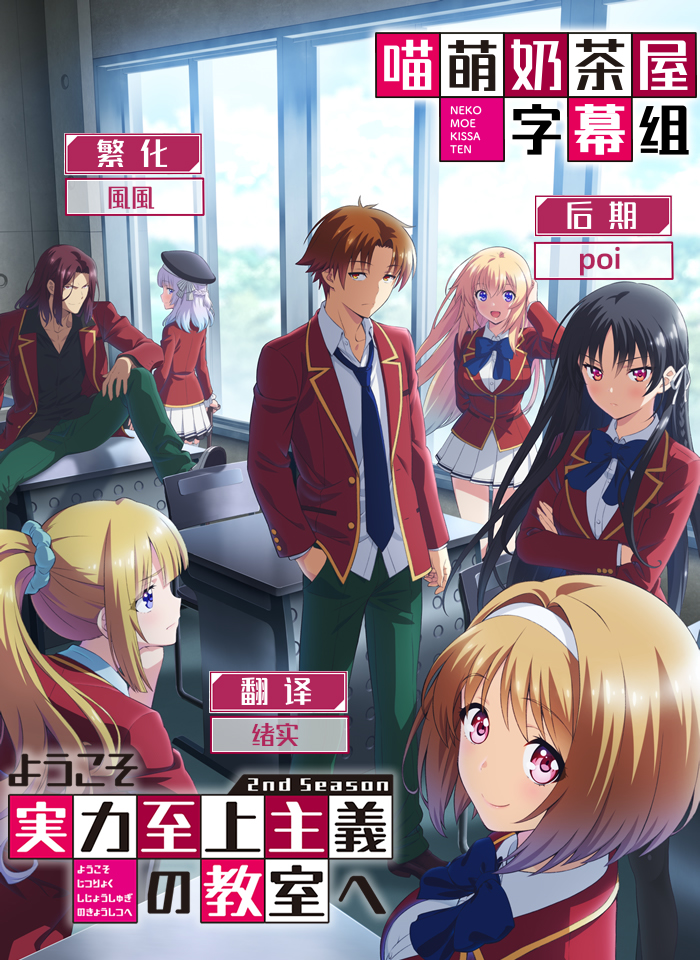 喵萌奶茶屋
NEKO
MOE
KISSA
TEN
字幕组
繁化
風風
后期
poi
翻译
绪实
ようこそ
2nd Season
実力至上主義
ようこそ
じつりょく
しじょうしゅぎ
のきょうしつへ
の教室へ